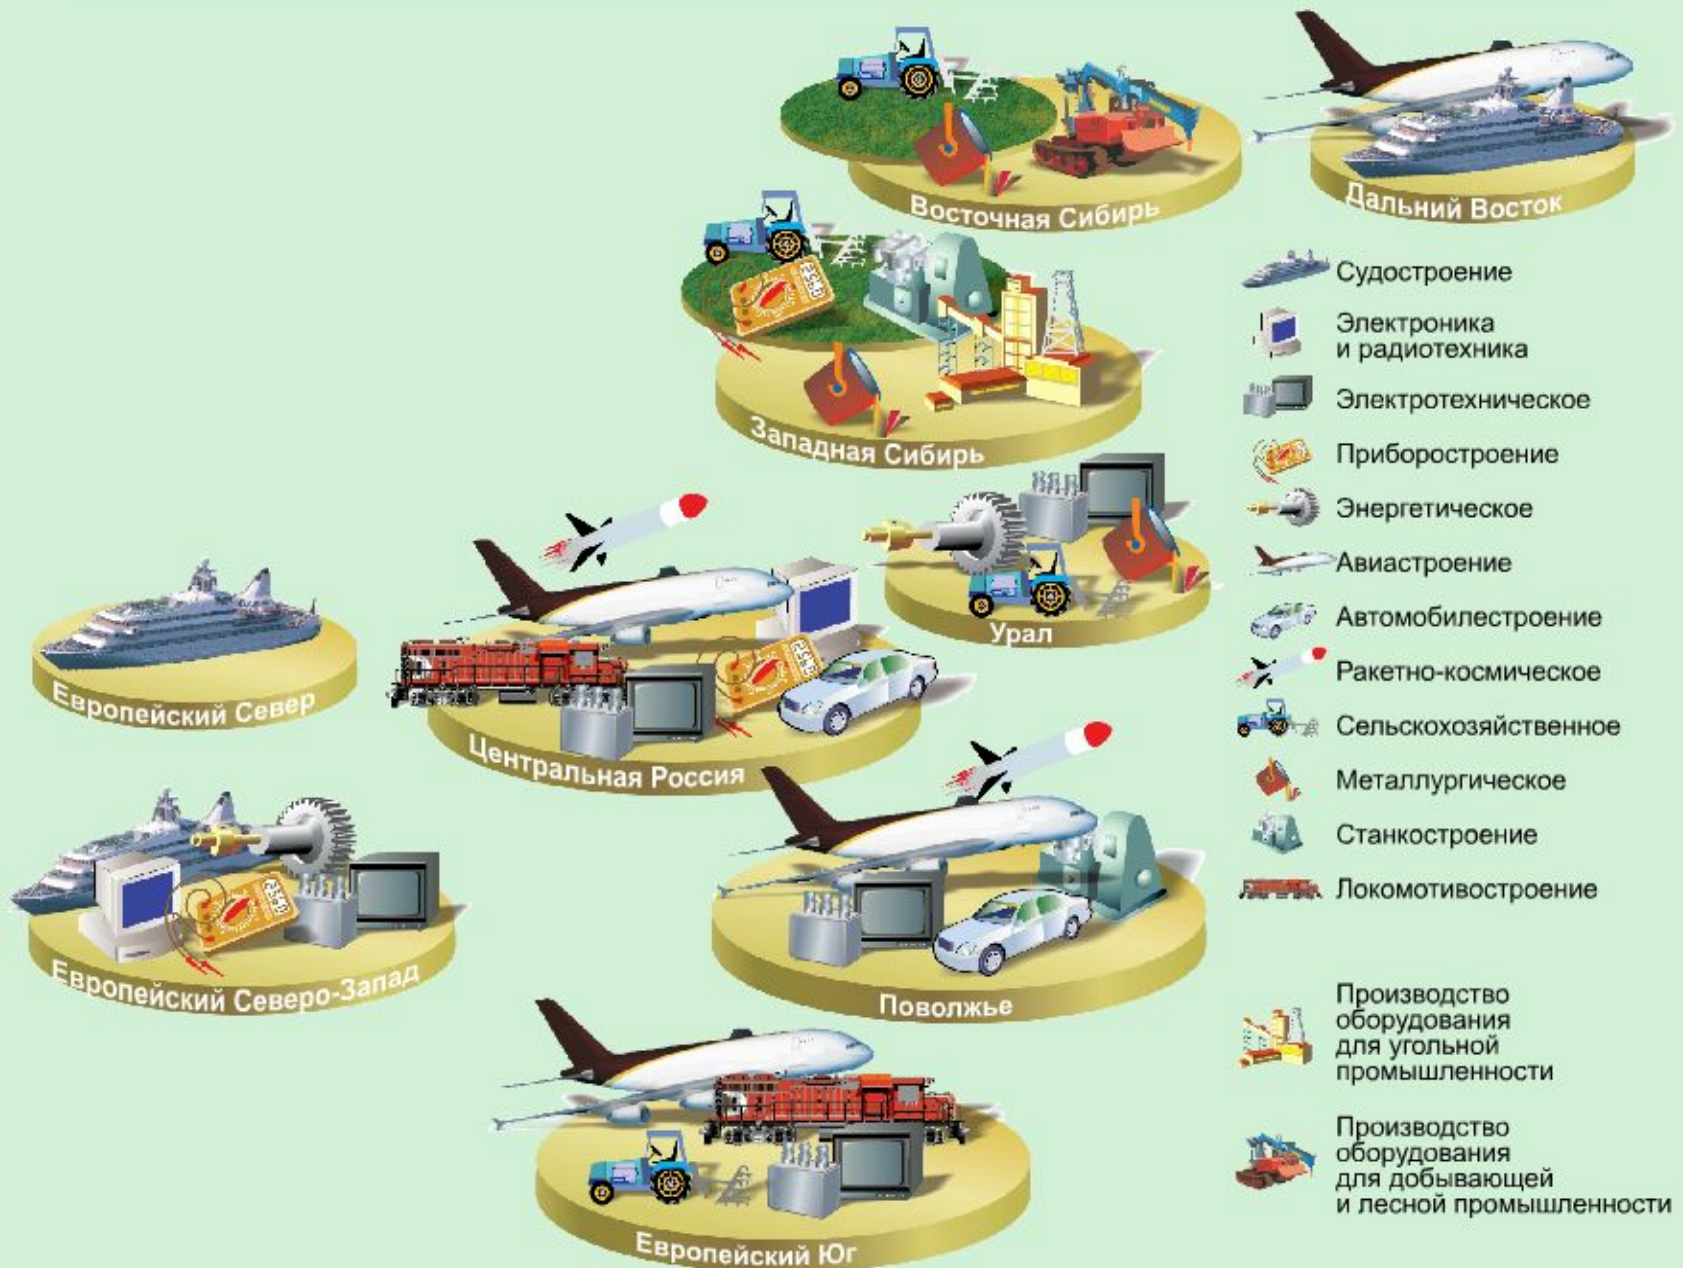 Восточная Сибирь
Дальний Восток
Западная Сибирь
Урал
Европейский Север
Центральная Россия
Европейский Северо-Запад
Поволжье
Европейский Юг
Судостроение
Электроника
и радиотехника
Электротехническое
Приборостроение
Энергетическое
Авиастроение
Автомобилестроение
Ракетно-космическое
Сельскохозяйственное
Металлургическое
Станкостроение
Локомотивостроение
Производство
оборудования
для угольной
промышленности
Производство
оборудования
для добывающей
и лесной промышленности